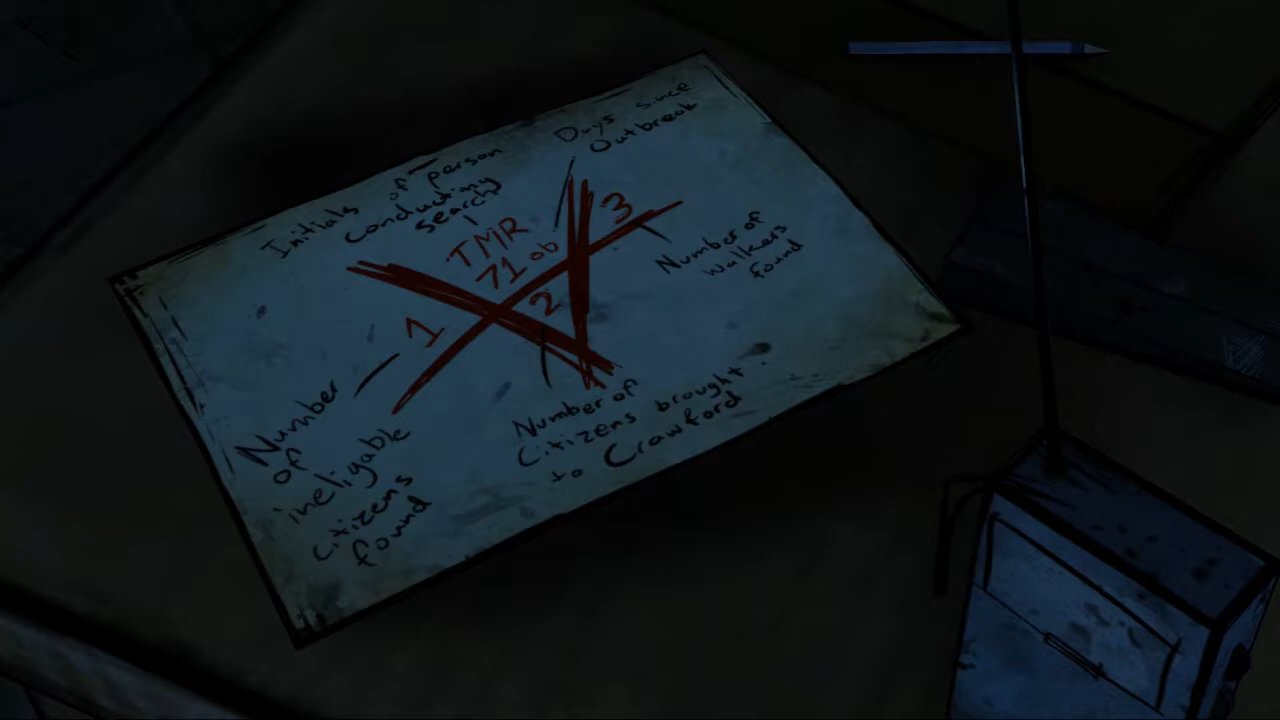 Initials of person
conducting
search
Days since
Outbreak
TMR
71 ob
3
1
2
Number of
walkers
found
Number
of
ineligable
Citizens
found
Number of
Citizens brought
to Crawford